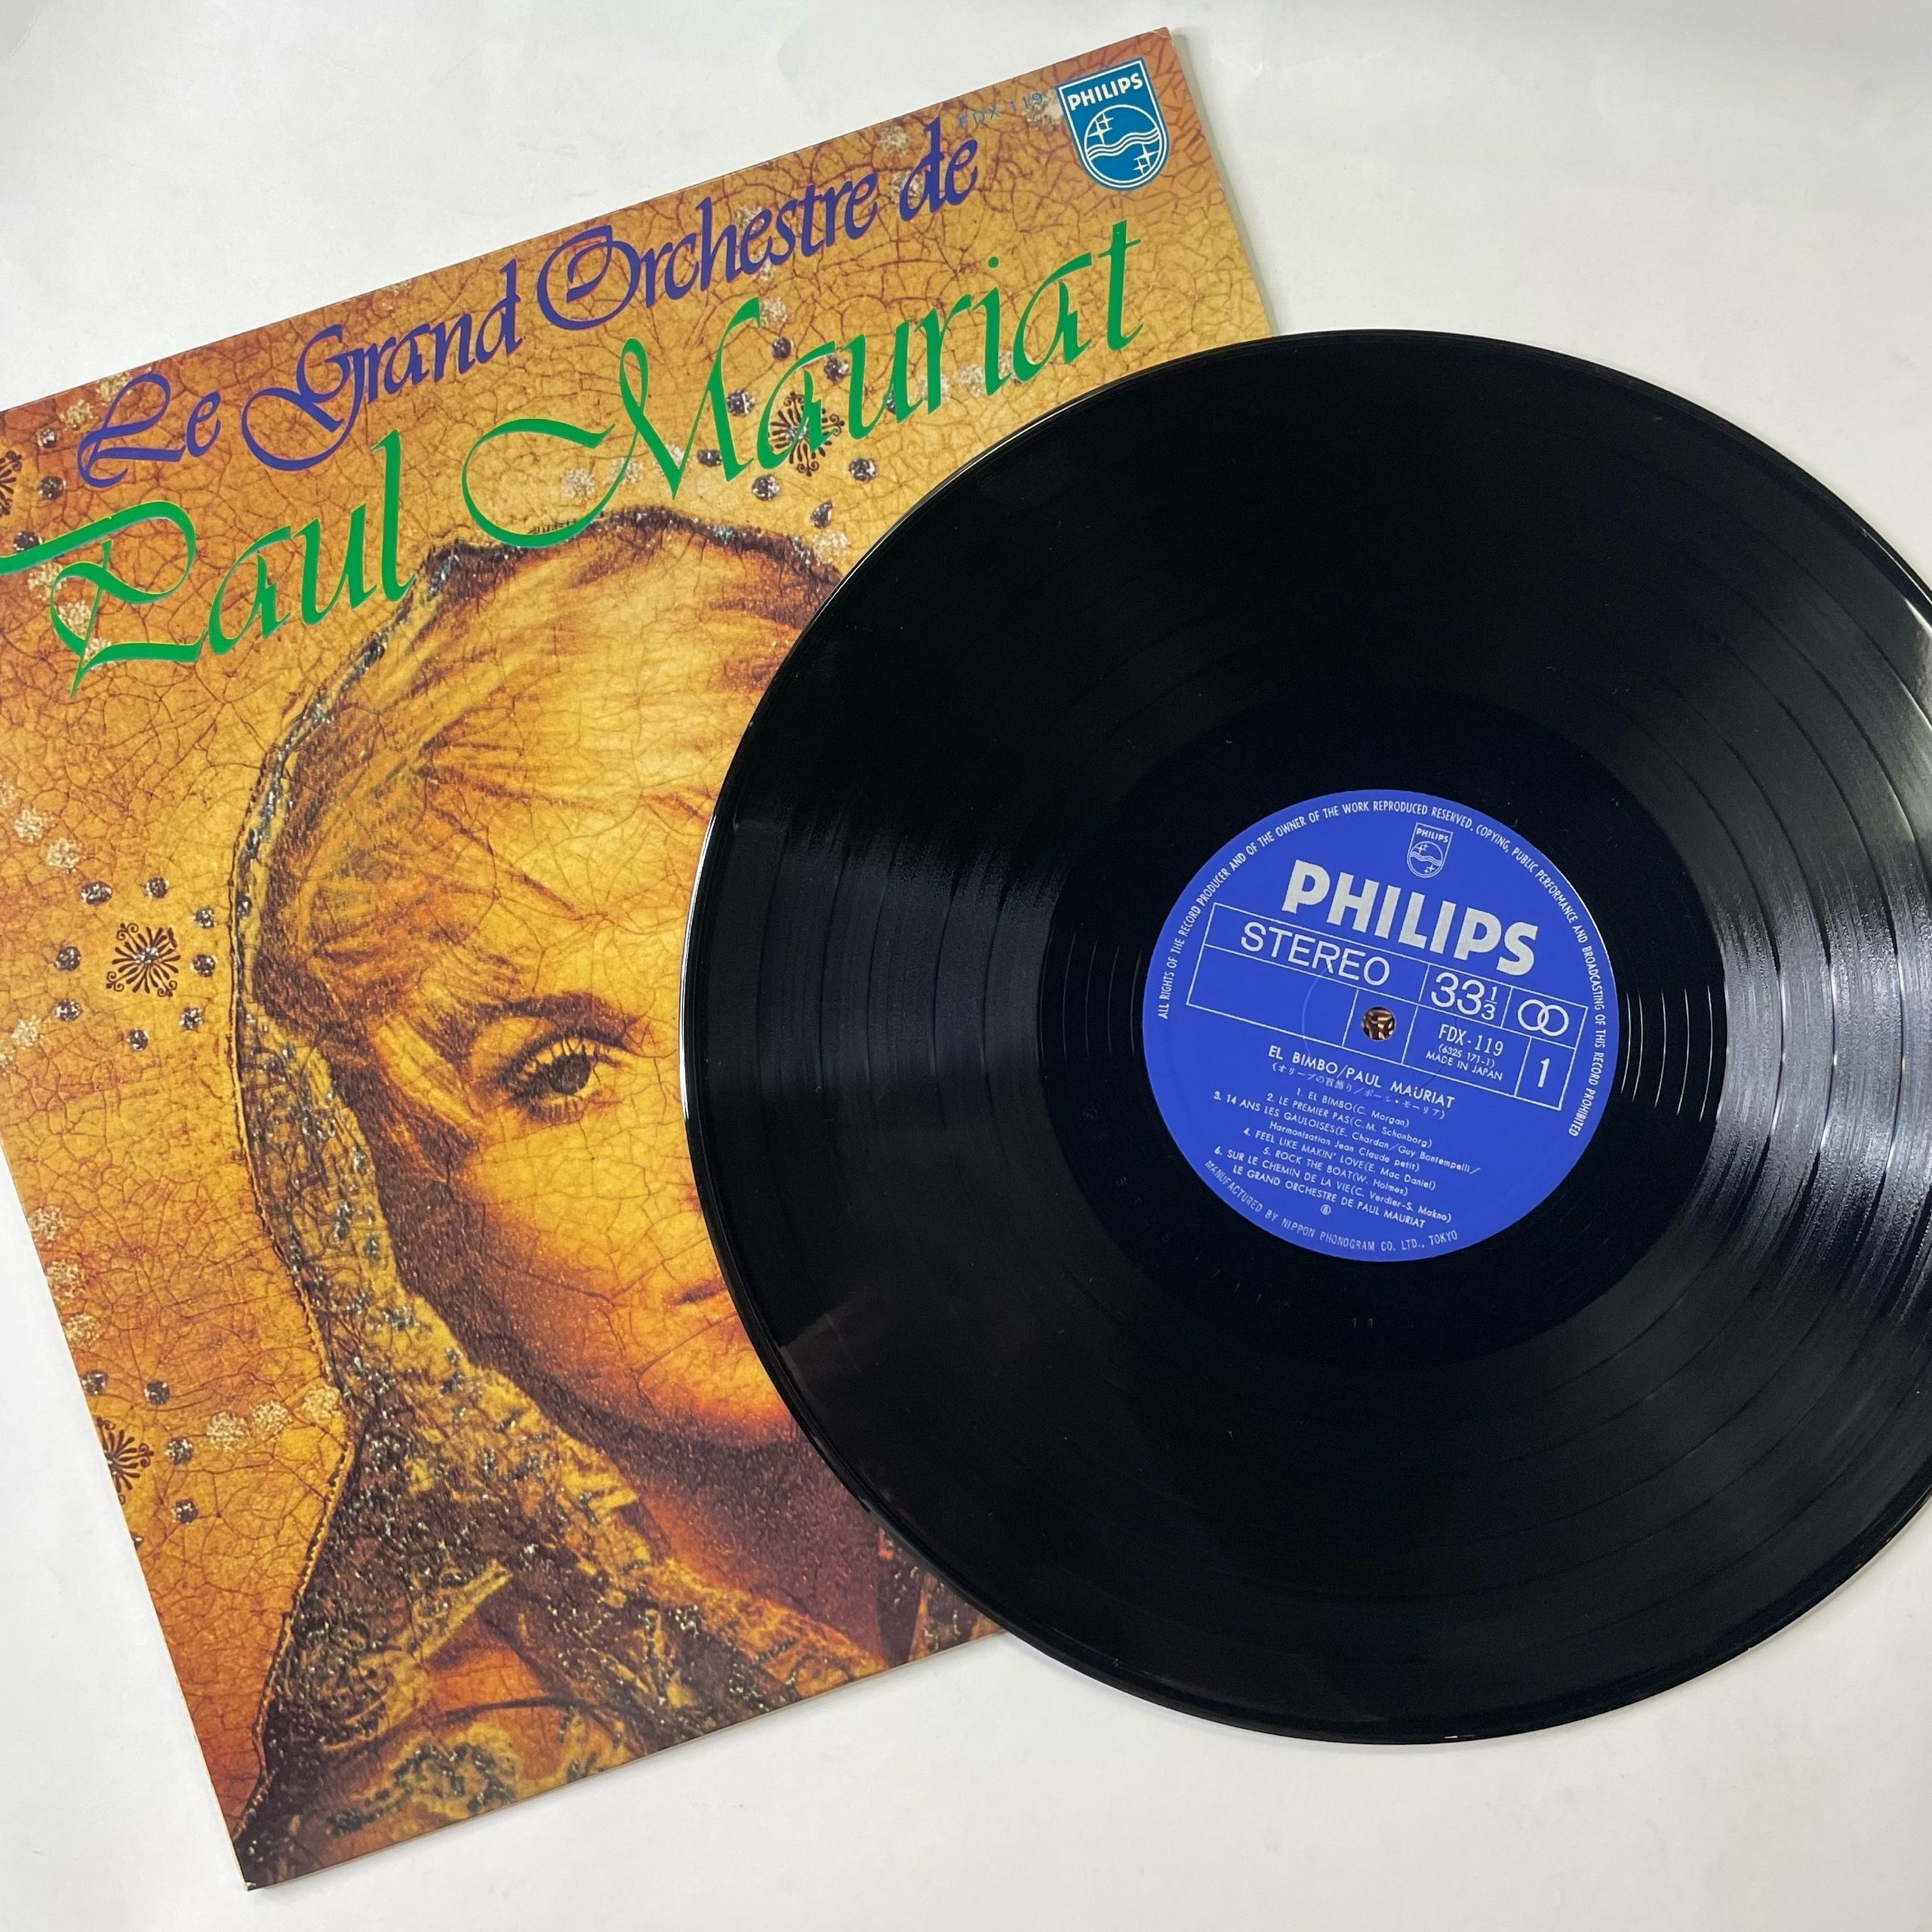 FDX 119
PHILIPS
Le Grand Orchestre de
Paul Mauriat
ALL RIGHTS OF THE RECORD PRODUCER AND OF THE OWNER OF THE WORK REPRODUCED RESERVED. COPYING, PUBLIC PERFORMANCE AND BROADCASTING OF THIS RECORD PROHIBITED
PHILIPS
PHILIPS
STEREO
33 1/3
FDX-119
(6325 171-1)
MADE IN JAPAN
1
EL BIMBO/PAUL MAURIAT
(オリーブの首飾り/ポール・モーリア)
1. EL BIMBO(C. Morgan)
2. LE PREMIER PAS(C. M. Schonborg)
3. 14 ANS LES GAULOISES(E. Chardan/Guy Bontempelli/
Harmonisation Jean Claude petit)
4. FEEL LIKE MAKIN' LOVE(E. Mac Daniel)
5. ROCK THE BOAT(W. Holmes)
6. SUR LE CHEMIN DE LA VIE(C. Verdier-S. Makno)
LE GRAND ORCHESTRE DE PAUL MAURIAT
MANUFACTURED BY NIPPON PHONOGRAM CO. LTD., TOKYO